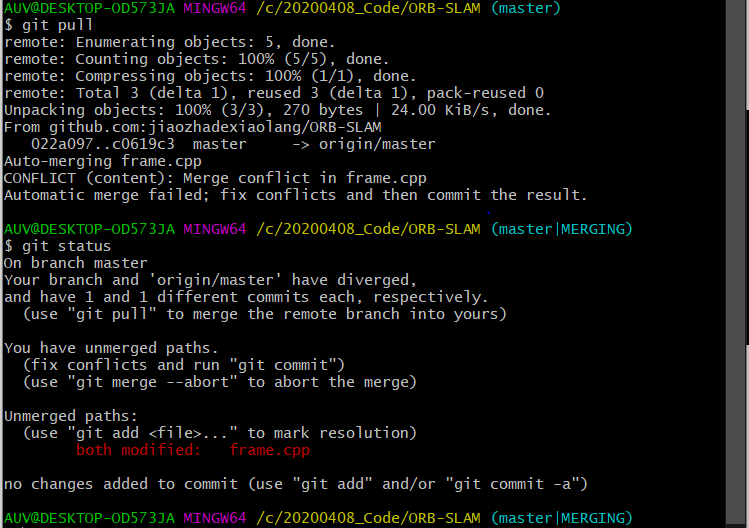 AUV@DESKTOP-OD573JA MINGW64 /c/20200408_Code/ORB-SLAM (master)
$ git pull
remote: Enumerating objects: 5, done.
remote: Counting objects: 100% (5/5), done.
remote: Compressing objects: 100% (1/1), done.
remote: Total 3 (delta 1), reused 3 (delta 1), pack-reused 0
Unpacking objects: 100% (3/3), 270 bytes | 24.00 KiB/s, done.
From github.com:jiaozhadexiaolang/ORB-SLAM
   022a097..c0619c3  master     -> origin/master
Auto-merging frame.cpp
CONFLICT (content): Merge conflict in frame.cpp
Automatic merge failed; fix conflicts and then commit the result.
AUV@DESKTOP-OD573JA MINGW64 /c/20200408_Code/ORB-SLAM (master|MERGING)
$ git status
On branch master
Your branch and 'origin/master' have diverged,
and have 1 and 1 different commits each, respectively.
  (use "git pull" to merge the remote branch into yours)
You have unmerged paths.
  (fix conflicts and run "git commit")
  (use "git merge --abort" to abort the merge)
Unmerged paths:
  (use "git add <file>..." to mark resolution)
        both modified:   frame.cpp
no changes added to commit (use "git add" and/or "git commit -a")
AUV@DESKTOP-OD573JA MINGW64 /c/20200408_Code/ORB-SLAM (master|MERGING)